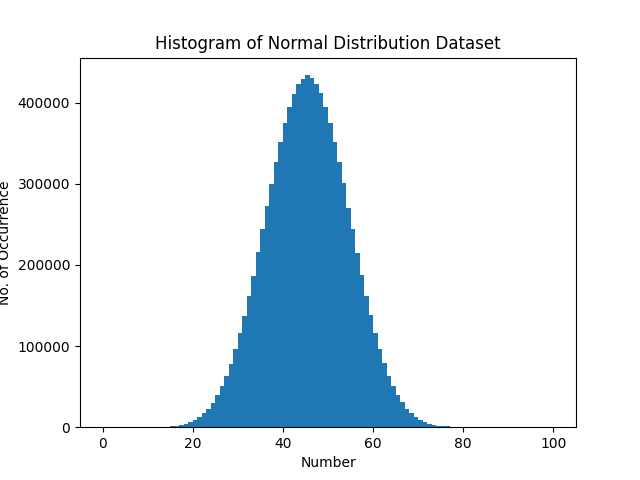 Histogram of Normal Distribution Dataset
400000
300000
200000
100000
0
No. of Occurrence
0 20 40 60 80 100
Number